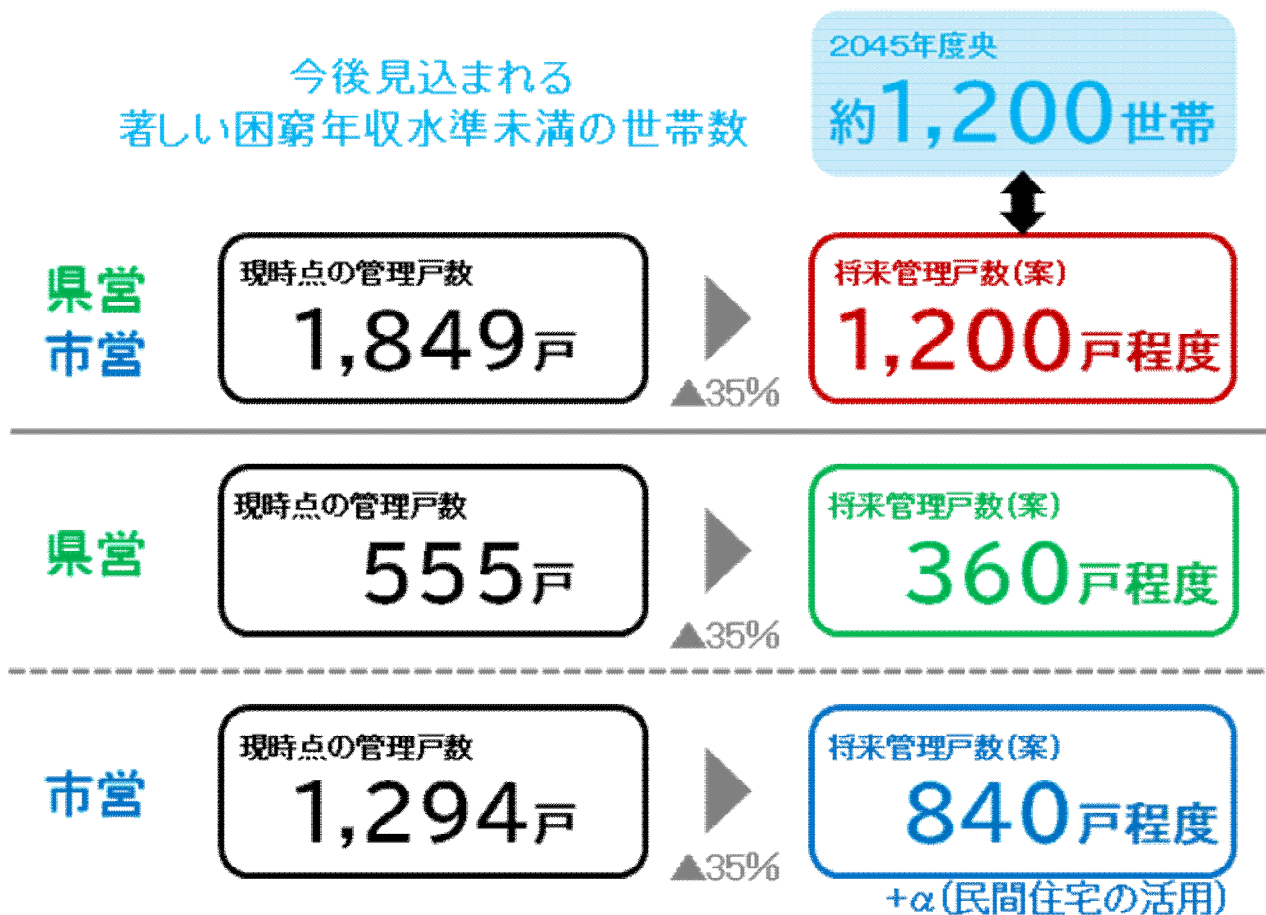 今後見込まれる
著しい困窮年収水準未満の世帯数
2045年度央
約1,200世帯
県営
市営
現時点の管理戸数
1,849戸
▲35%
将来管理戸数(案)
1,200戸程度
県営
現時点の管理戸数
555戸
▲35%
将来管理戸数(案)
360戸程度
市営
現時点の管理戸数
1,294戸
▲35%
将来管理戸数(案)
840戸程度
+α(民間住宅の活用)